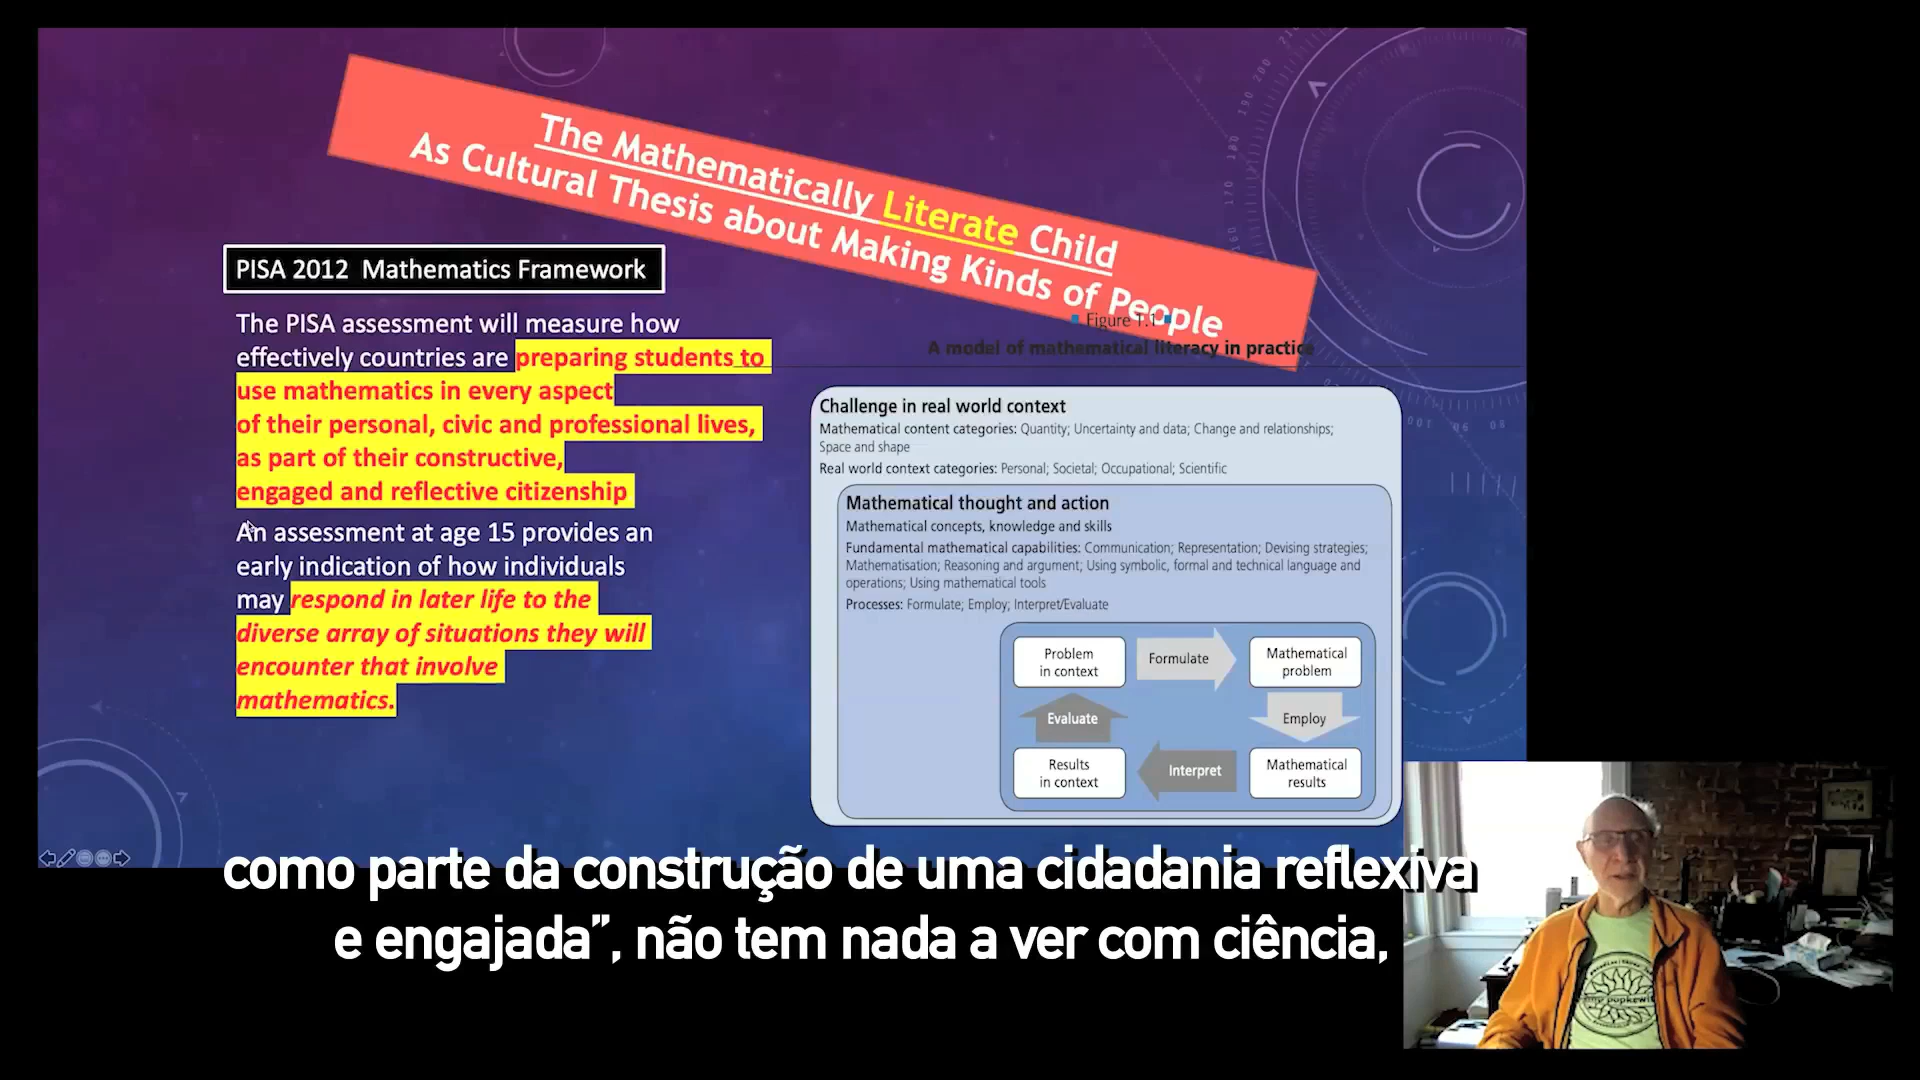 The Mathematically Literate Child
As Cultural Thesis about Making Kinds of People
PISA 2012 Mathematics Framework
The PISA assessment will measure how
effectively countries are preparing students to
use mathematics in every aspect
of their personal, civic and professional lives,
as part of their constructive,
engaged and reflective citizenship
An assessment at age 15 provides an
early indication of how individuals
may respond in later life to the
diverse array of situations they will
encounter that involve
mathematics.
Figure 1.1
A model of mathematical literacy in practice
Challenge in real world context
Mathematical content categories: Quantity; Uncertainty and data; Change and relationships;
Space and shape
Real world context categories: Personal; Societal; Occupational; Scientific
Mathematical thought and action
Mathematical concepts, knowledge and skills
Fundamental mathematical capabilities: Communication; Representation; Devising strategies;
Mathematisation; Reasoning and argument; Using symbolic, formal and technical language and
operations; Using mathematical tools
Processes: Formulate; Employ; Interpret/Evaluate
Problem
in context
Formulate
Mathematical
problem
Evaluate
Employ
Results
in context
Interpret
Mathematical
results
como parte da construção de uma cidadania reflexiva
e engajada”, não tem nada a ver com ciência,